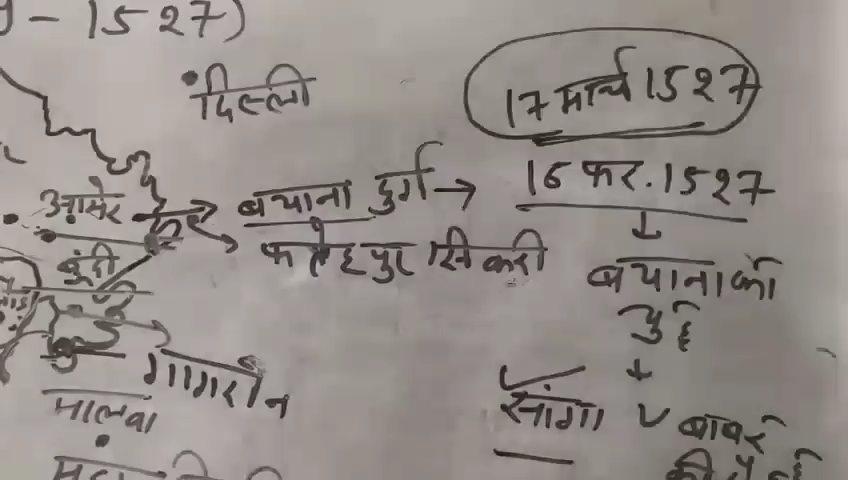 - 1527)
दिल्ली
17 मार्च 1527
आमेर
बयाना दुर्ग →
16 फर. 1527
बूंदी
फतेहपुर सिकरी
बयाना का
युद्ध
गागरोन
मालवा
सांगा
बाबर
की